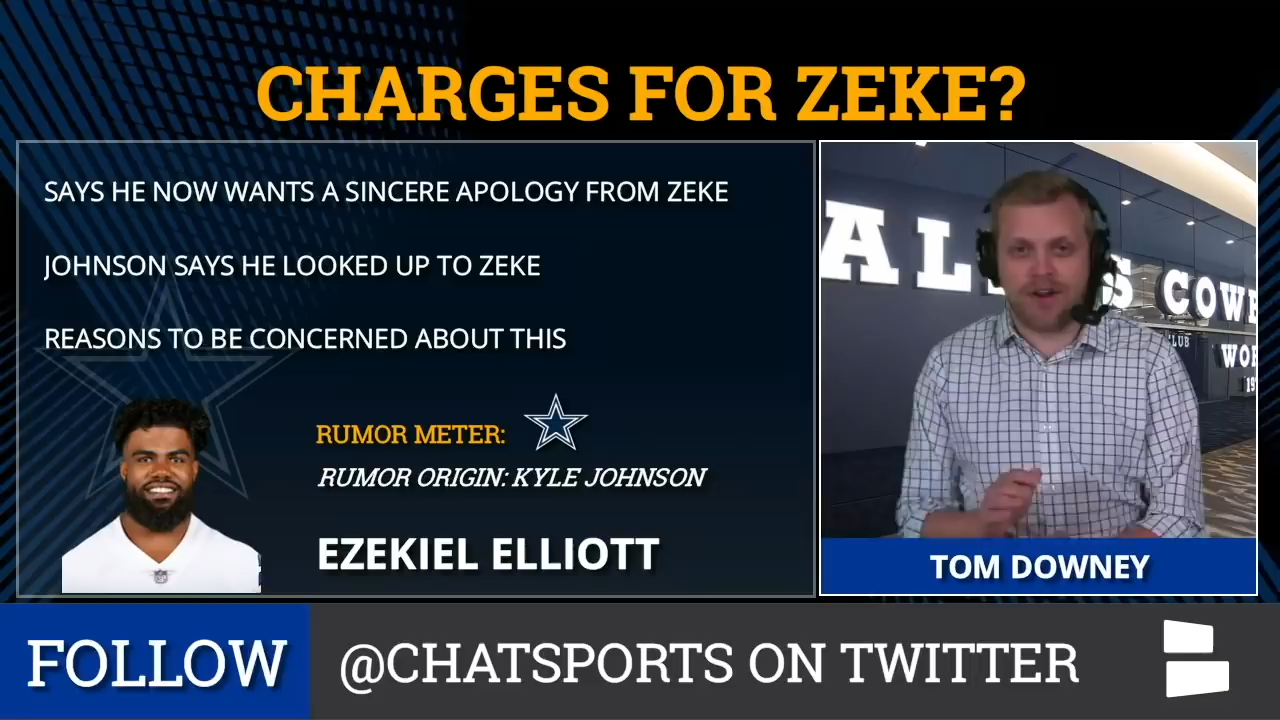 CHARGES FOR ZEKE?
SAYS HE NOW WANTS A SINCERE APOLOGY FROM ZEKE
JOHNSON SAYS HE LOOKED UP TO ZEKE
REASONS TO BE CONCERNED ABOUT THIS
RUMOR METER:
RUMOR ORIGIN: KYLE JOHNSON
EZEKIEL ELLIOTT
TOM DOWNEY
FOLLOW
@CHATSPORTS ON TWITTER